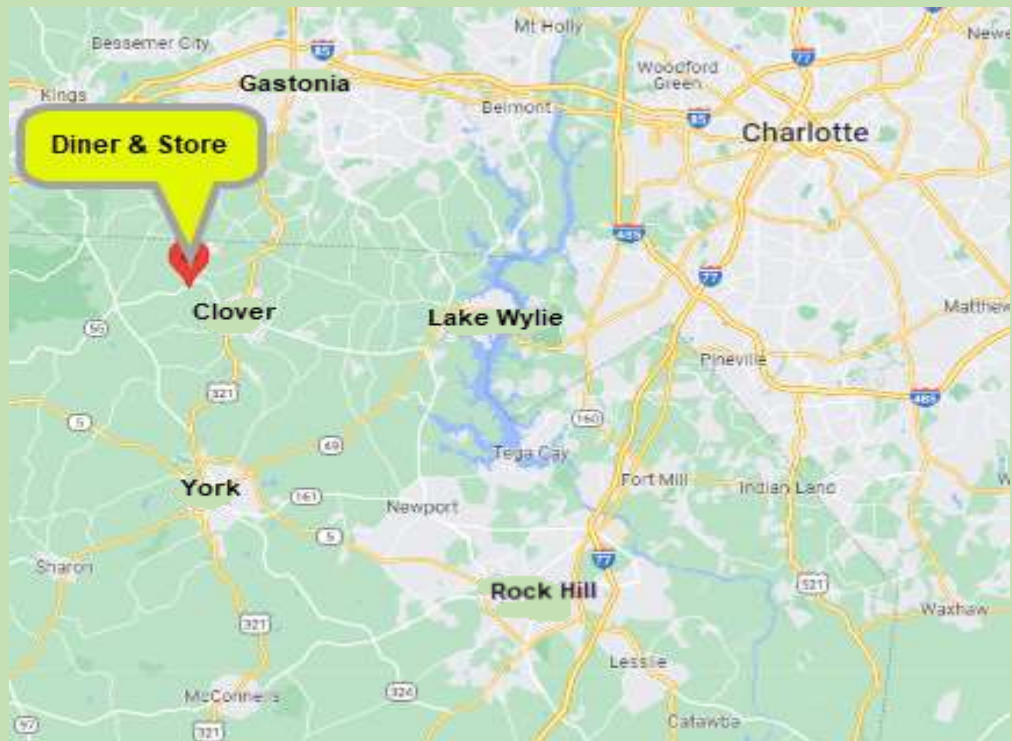 Mt Holly
Bessemer City
85
77
Newe
Gastonia
Woodford
Green
Kings
Belmont
85
Charlotte
Diner & Store
485
77
Clover
Lake Wylie
Matthew
55
Pineville
321
485
5
160
49
Tega Cay
York
Fort Mill
Indian Land
W
161
Newport
5
Sharon
77
Rock Hill
521
Waxhaw
321
Lesslie
McConnells
324
Catawba
97
321